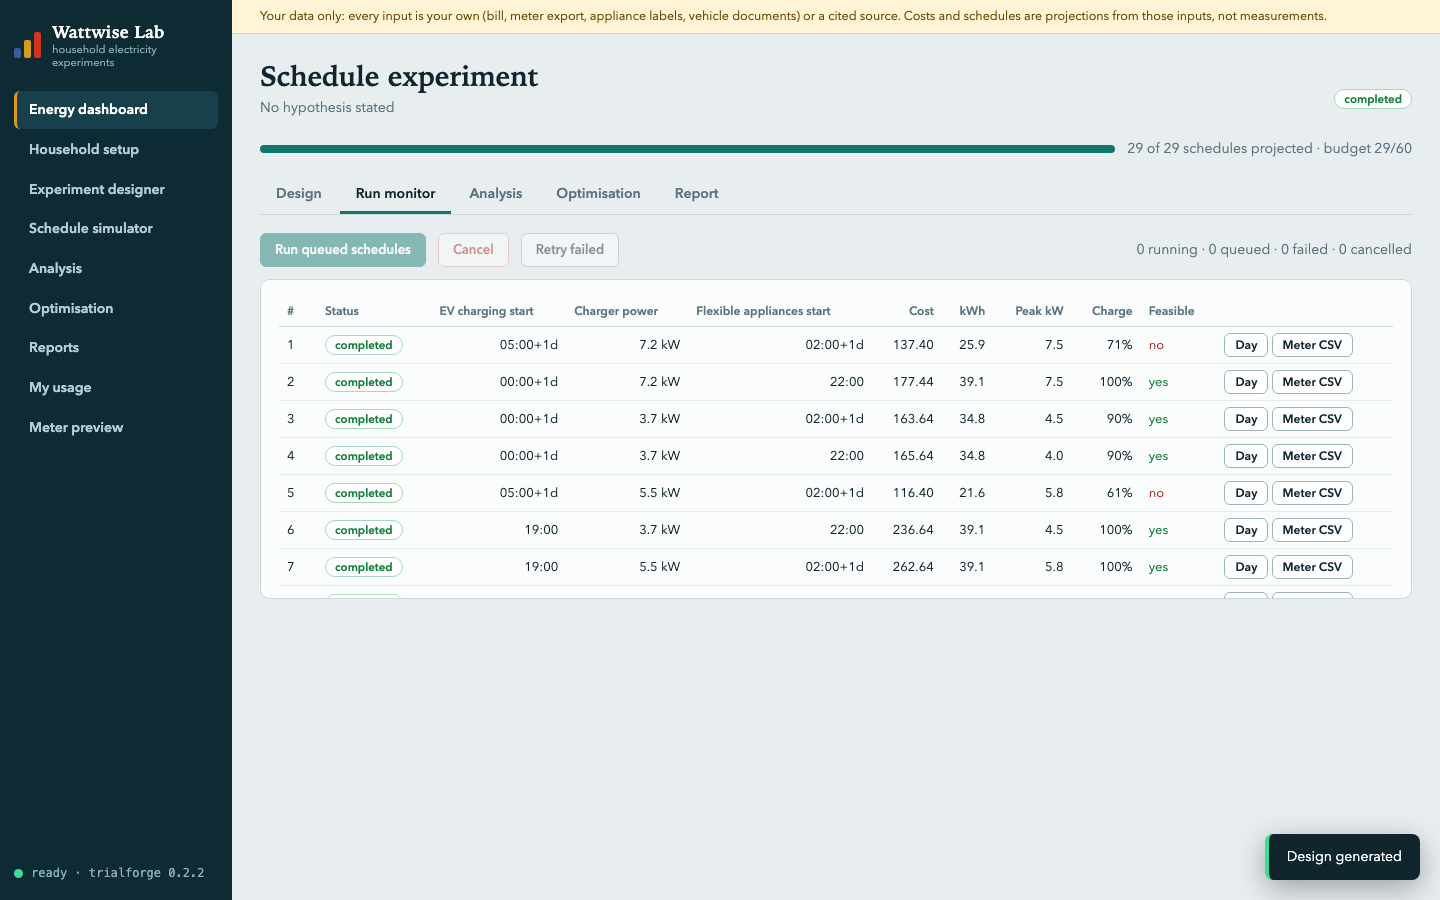 Wattwise Lab
household electricity
experiments
Energy dashboard
Household setup
Experiment designer
Schedule simulator
Analysis
Optimisation
Reports
My usage
Meter preview
ready · trialforge 0.2.2
Your data only: every input is your own (bill, meter export, appliance labels, vehicle documents) or a cited source. Costs and schedules are projections from those inputs, not measurements.
Schedule experiment
No hypothesis stated
completed
29 of 29 schedules projected · budget 29/60
Design Run monitor Analysis Optimisation Report
Run queued schedules Cancel Retry failed 0 running · 0 queued · 0 failed · 0 cancelled
# Status EV charging start Charger power Flexible appliances start Cost kWh Peak kW Charge Feasible
1 completed 05:00+1d 7.2 kW 02:00+1d 137.40 25.9 7.5 71% no Day Meter CSV
2 completed 00:00+1d 7.2 kW 22:00 177.44 39.1 7.5 100% yes Day Meter CSV
3 completed 00:00+1d 3.7 kW 02:00+1d 163.64 34.8 4.5 90% yes Day Meter CSV
4 completed 00:00+1d 3.7 kW 22:00 165.64 34.8 4.0 90% yes Day Meter CSV
5 completed 05:00+1d 5.5 kW 02:00+1d 116.40 21.6 5.8 61% no Day Meter CSV
6 completed 19:00 3.7 kW 22:00 236.64 39.1 4.5 100% yes Day Meter CSV
7 completed 19:00 5.5 kW 02:00+1d 262.64 39.1 5.8 100% yes Day Meter CSV
Design generated